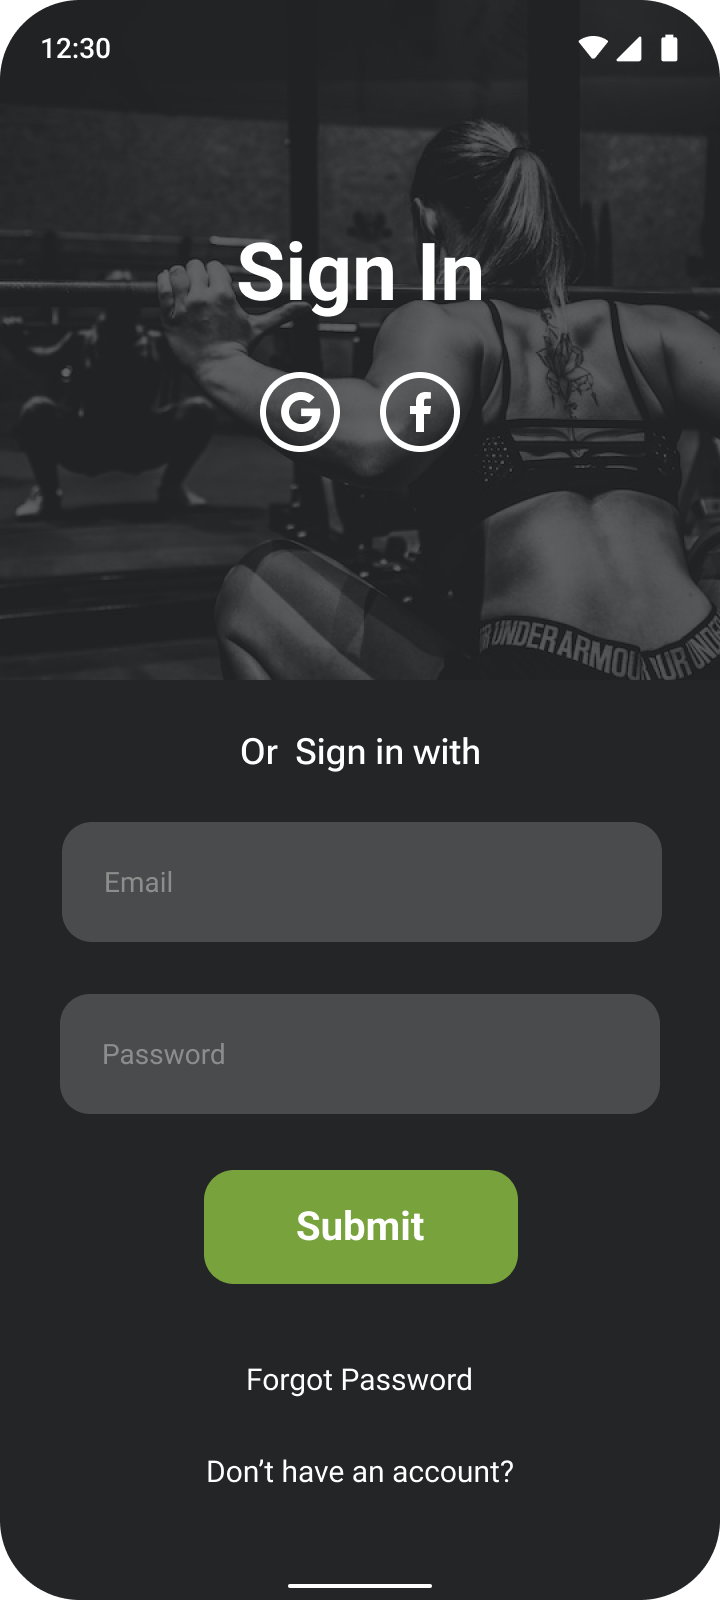 12:30
Sign In
G f
UNDER ARMOUR
Or  Sign in with
Email
Password
Submit
Forgot Password
Don’t have an account?